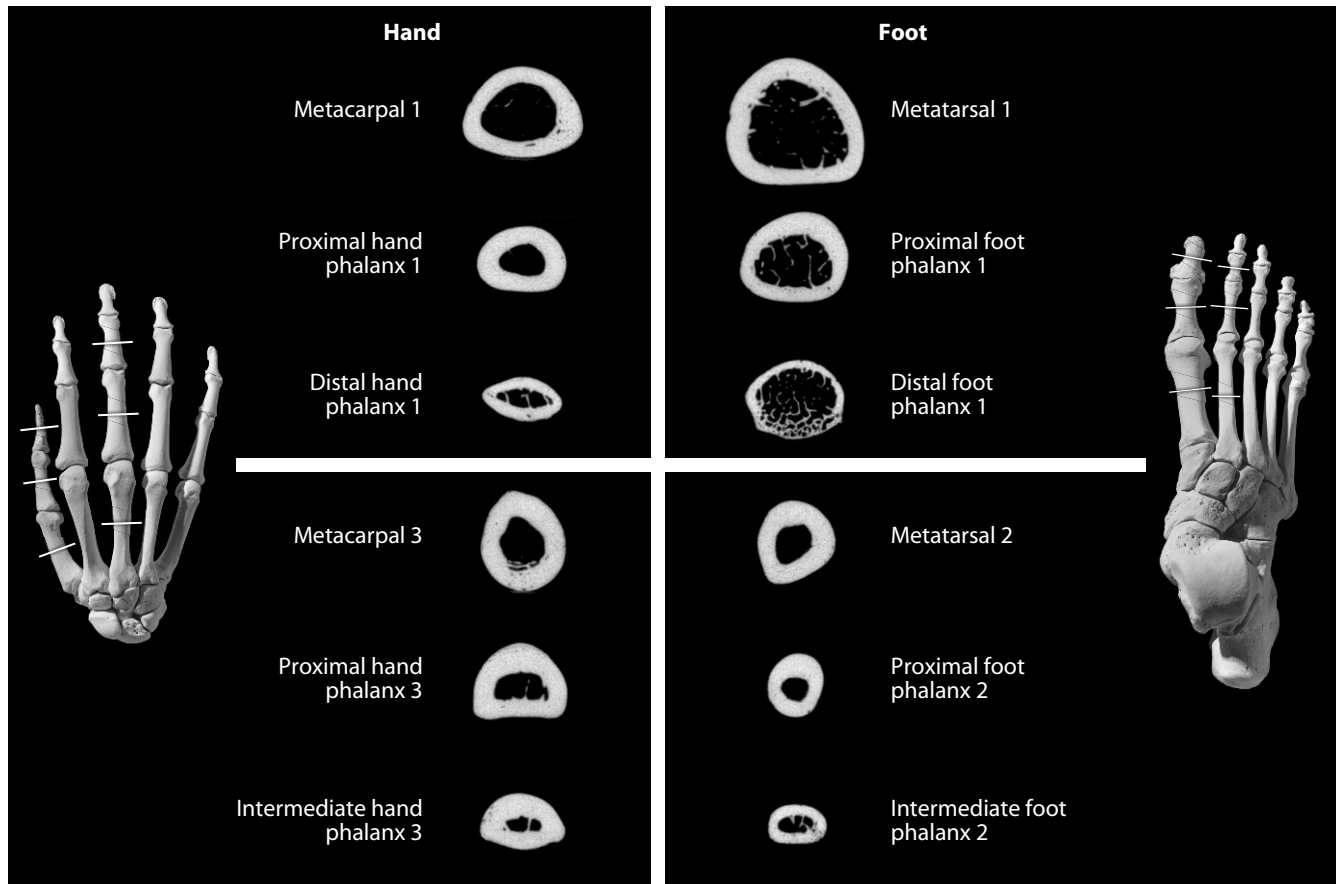 Hand
Metacarpal 1
Proximal hand
phalanx 1
Distal hand
phalanx 1
Metacarpal 3
Proximal hand
phalanx 3
Intermediate hand
phalanx 3
Foot
Metatarsal 1
Proximal foot
phalanx 1
Distal foot
phalanx 1
Metatarsal 2
Proximal foot
phalanx 2
Intermediate foot
phalanx 2